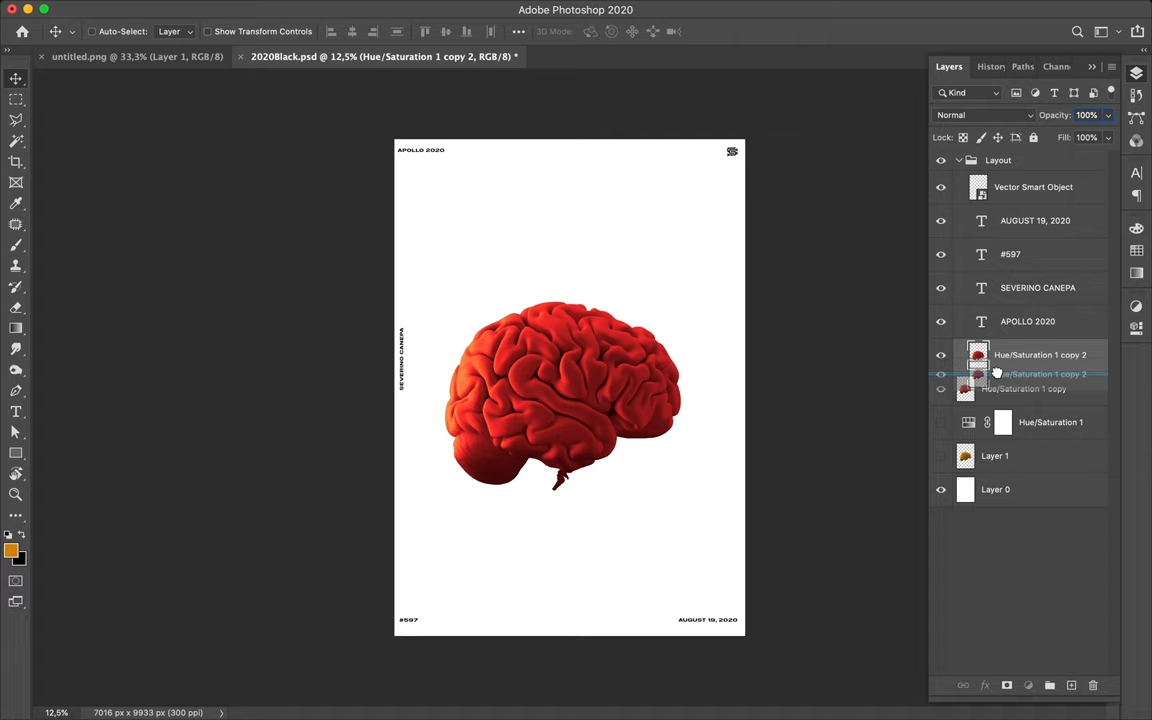 Adobe Photoshop 2020
Auto-Select: Layer Show Transform Controls 3D Mode:
untitled.png @ 33,3% (Layer 1, RGB/8) 2020Black.psd @ 12,5% (Hue/Saturation 1 copy 2, RGB/8) *
Layers History Paths Chann
Kind
Normal Opacity: 100%
Lock: Fill: 100%
Layout
Vector Smart Object
AUGUST 19, 2020
#597
SEVERINO CANEPA
APOLLO 2020
Hue/Saturation 1 copy 2
Hue/Saturation 1 copy 2
Hue/Saturation 1 copy
Hue/Saturation 1
Layer 1
Layer 0
APOLLO 2020
SEVERINO CANEPA
#597 AUGUST 19, 2020
12,5% 7016 px x 9933 px (300 ppi)